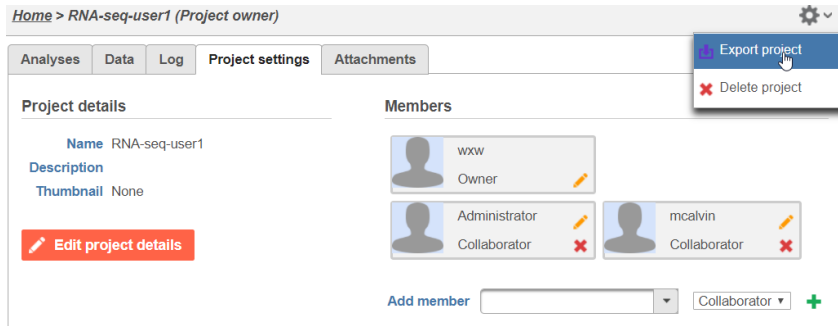 Home > RNA-seq-user1 (Project owner)
Export project
Delete project
Analyses Data Log Project settings Attachments
Project details
Name RNA-seq-user1
Description
Thumbnail None
Edit project details
Members
wxw
Owner
Administrator
Collaborator
mcalvin
Collaborator
Add member Collaborator